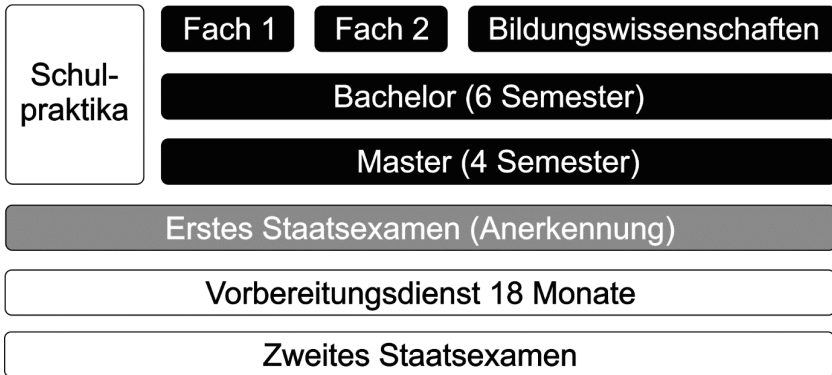 Schul-
praktika
Fach 1
Fach 2
Bildungswissenschaften
Bachelor (6 Semester)
Master (4 Semester)
Erstes Staatsexamen (Anerkennung)
Vorbereitungsdienst 18 Monate
Zweites Staatsexamen